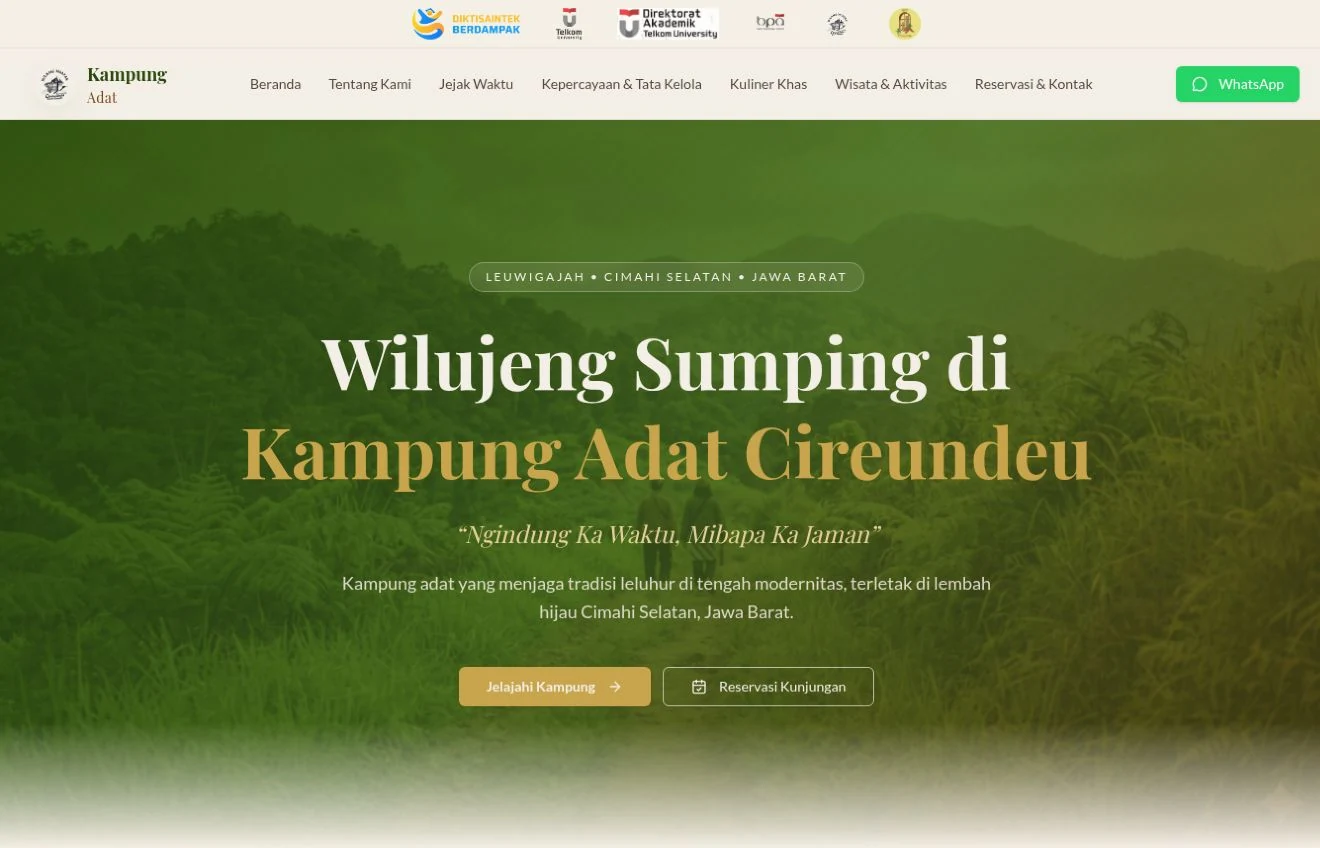 DIKTISAINTEK
BERDAMPAK
Telkom
University
Direktorat
Akademik
Telkom University
bpa
Kampung
Adat
Beranda
Tentang Kami
Jejak Waktu
Kepercayaan & Tata Kelola
Kuliner Khas
Wisata & Aktivitas
Reservasi & Kontak
WhatsApp
LEUWIGAJAH • CIMAHI SELATAN • JAWA BARAT
Wilujeng Sumping di
Kampung Adat Cireundeu
“Ngindung Ka Waktu, Mibapa Ka Jaman”
Kampung adat yang menjaga tradisi leluhur di tengah modernitas, terletak di lembah
hijau Cimahi Selatan, Jawa Barat.
Jelajahi Kampung
Reservasi Kunjungan